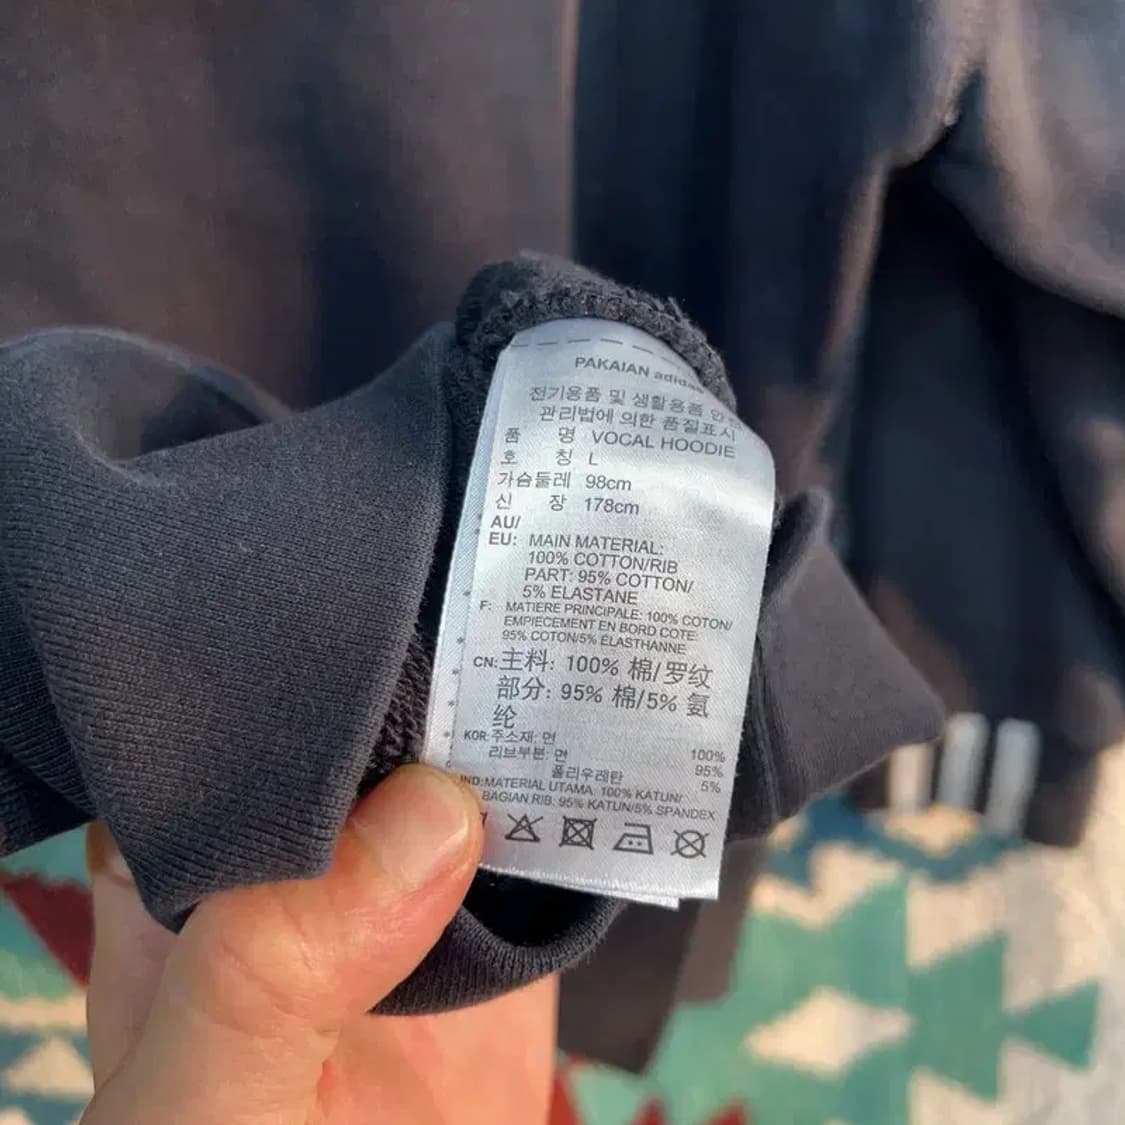 PAKAIAN adidas
전기용품 및 생활용품 안전
관리법에 의한 품질표시
품 명 VOCAL HOODIE
호 칭 L
가슴둘레 98cm
신 장 178cm
AU/
EU: MAIN MATERIAL:
100% COTTON/RIB
PART: 95% COTTON/
5% ELASTANE
F: MATIERE PRINCIPALE: 100% COTON/
EMPIECEMENT EN BORD COTE:
95% COTON/5% ÉLASTHANNE
CN: 主料: 100% 棉/罗纹
部分: 95% 棉/5% 氨
纶
KOR: 주소재: 면 100%
리브부분: 면 95%
폴리우레탄 5%
IND: MATERIAL UTAMA: 100% KATUN/
BAGIAN RIB: 95% KATUN/5% SPANDEX